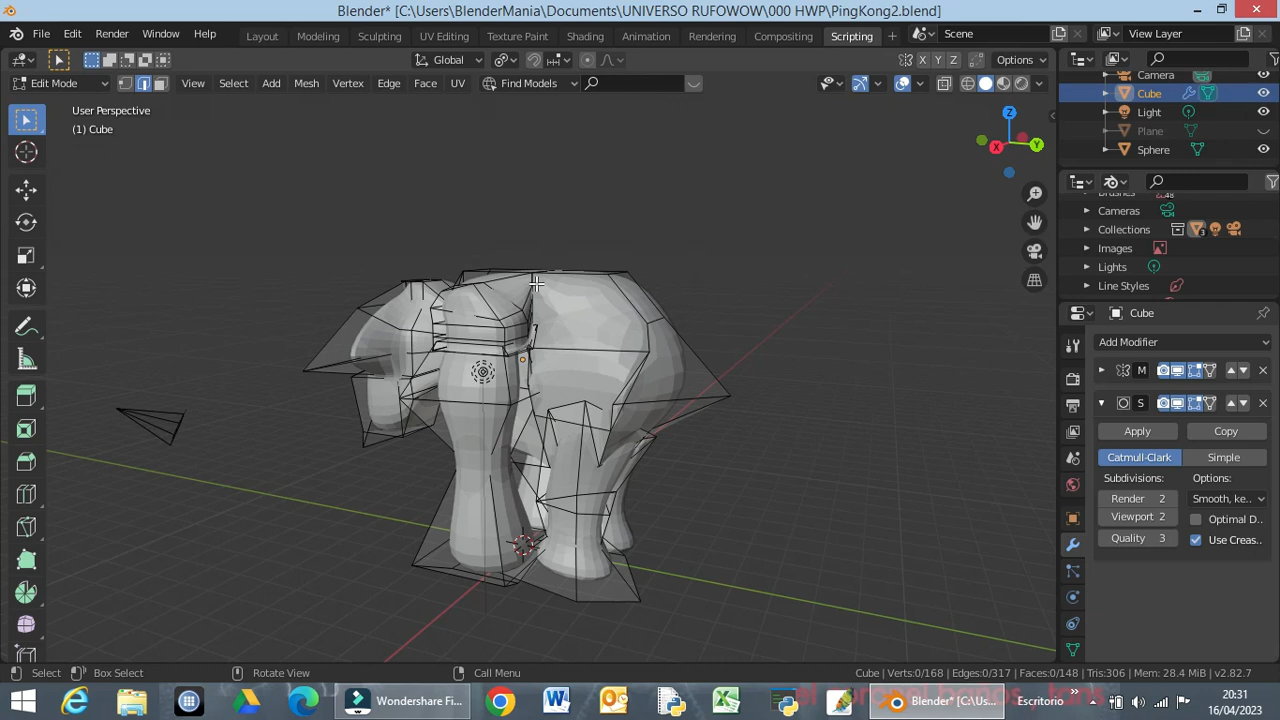 Blender* [C:\Users\BlenderMania\Documents\UNIVERSO RUFOWOW\000 HWP\PingKong2.blend]
File Edit Render Window Help Layout Modeling Sculpting UV Editing Texture Paint Shading Animation Rendering Compositing Scripting Scene View Layer
Global X Y Z Options
Edit Mode View Select Add Mesh Vertex Edge Face UV Find Models
User Perspective
(1) Cube
Z
X
Y
Camera
Cube
Light
Plane
Sphere
Brushes 48
Cameras
Collections 3
Images
Lights
Line Styles
Cube
Add Modifier
M
S
Apply Copy
Catmull-Clark Simple
Subdivisions: Options:
Render 2 Smooth, ke..
Viewport 2 Optimal D..
Quality 3 Use Creas..
Select Box Select Rotate View Call Menu Cube | Verts:0/168 | Edges:0/317 | Faces:0/148 | Tris:306 | Mem: 28.4 MiB | v2.82.7
Wondershare Fi... Blender* [C:\Us... Escritorio
20:31
16/04/2023